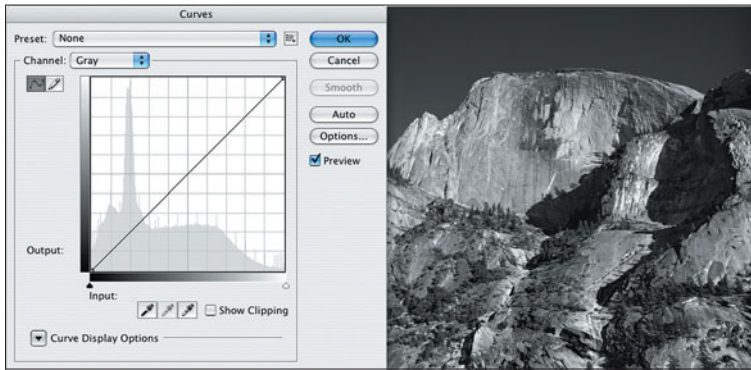 Curves
Preset: None
OK
Channel: Gray
Cancel
Smooth
Auto
Options...
Preview
Output:
Input:
Show Clipping
Curve Display Options